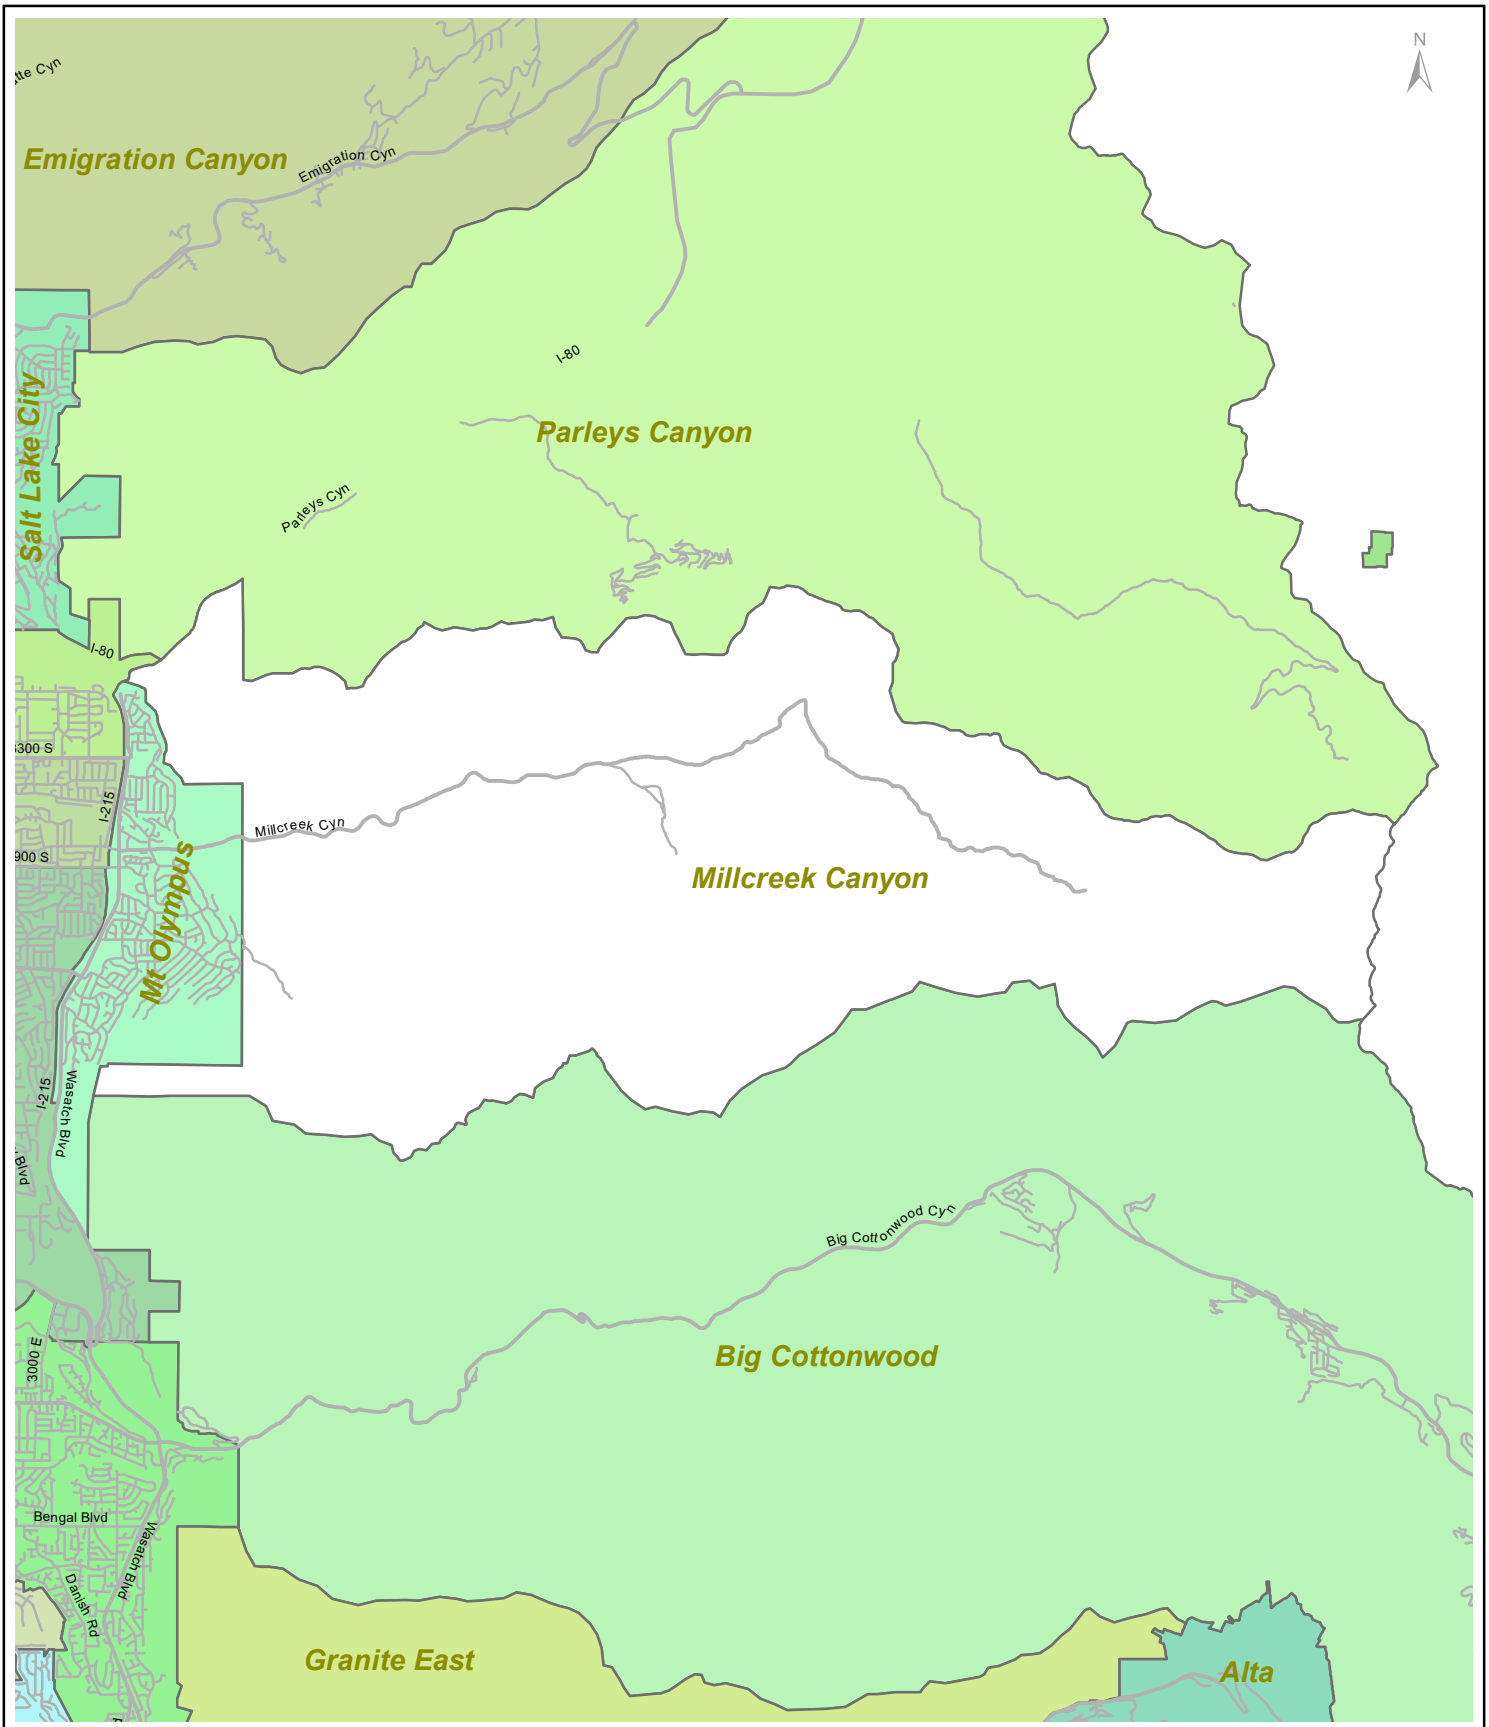 N
Emigration Canyon
Emigration Cyn
I-80
Salt Lake City
Parleys Canyon
Parleys Cyn
I-80
I-215
Millcreek Cyn
Mt Olympus
Millcreek Canyon
I-215
Wasatch Blvd
Blvd
Big Cottonwood Cyn
3000 E
Big Cottonwood
Bengal Blvd
Wasatch Blvd
Danish Rd
Granite East
Alta